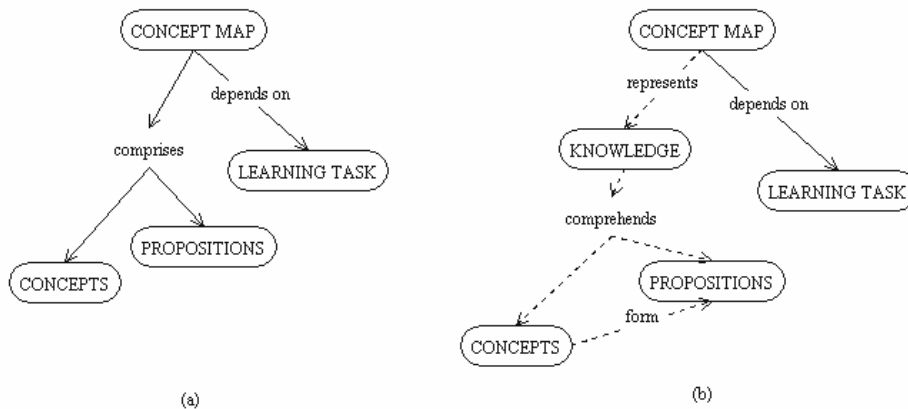 CONCEPT MAP
depends on
comprises
LEARNING TASK
PROPOSITIONS
CONCEPTS
(a)
CONCEPT MAP
represents
depends on
KNOWLEDGE
LEARNING TASK
comprehends
PROPOSITIONS
form
CONCEPTS
(b)